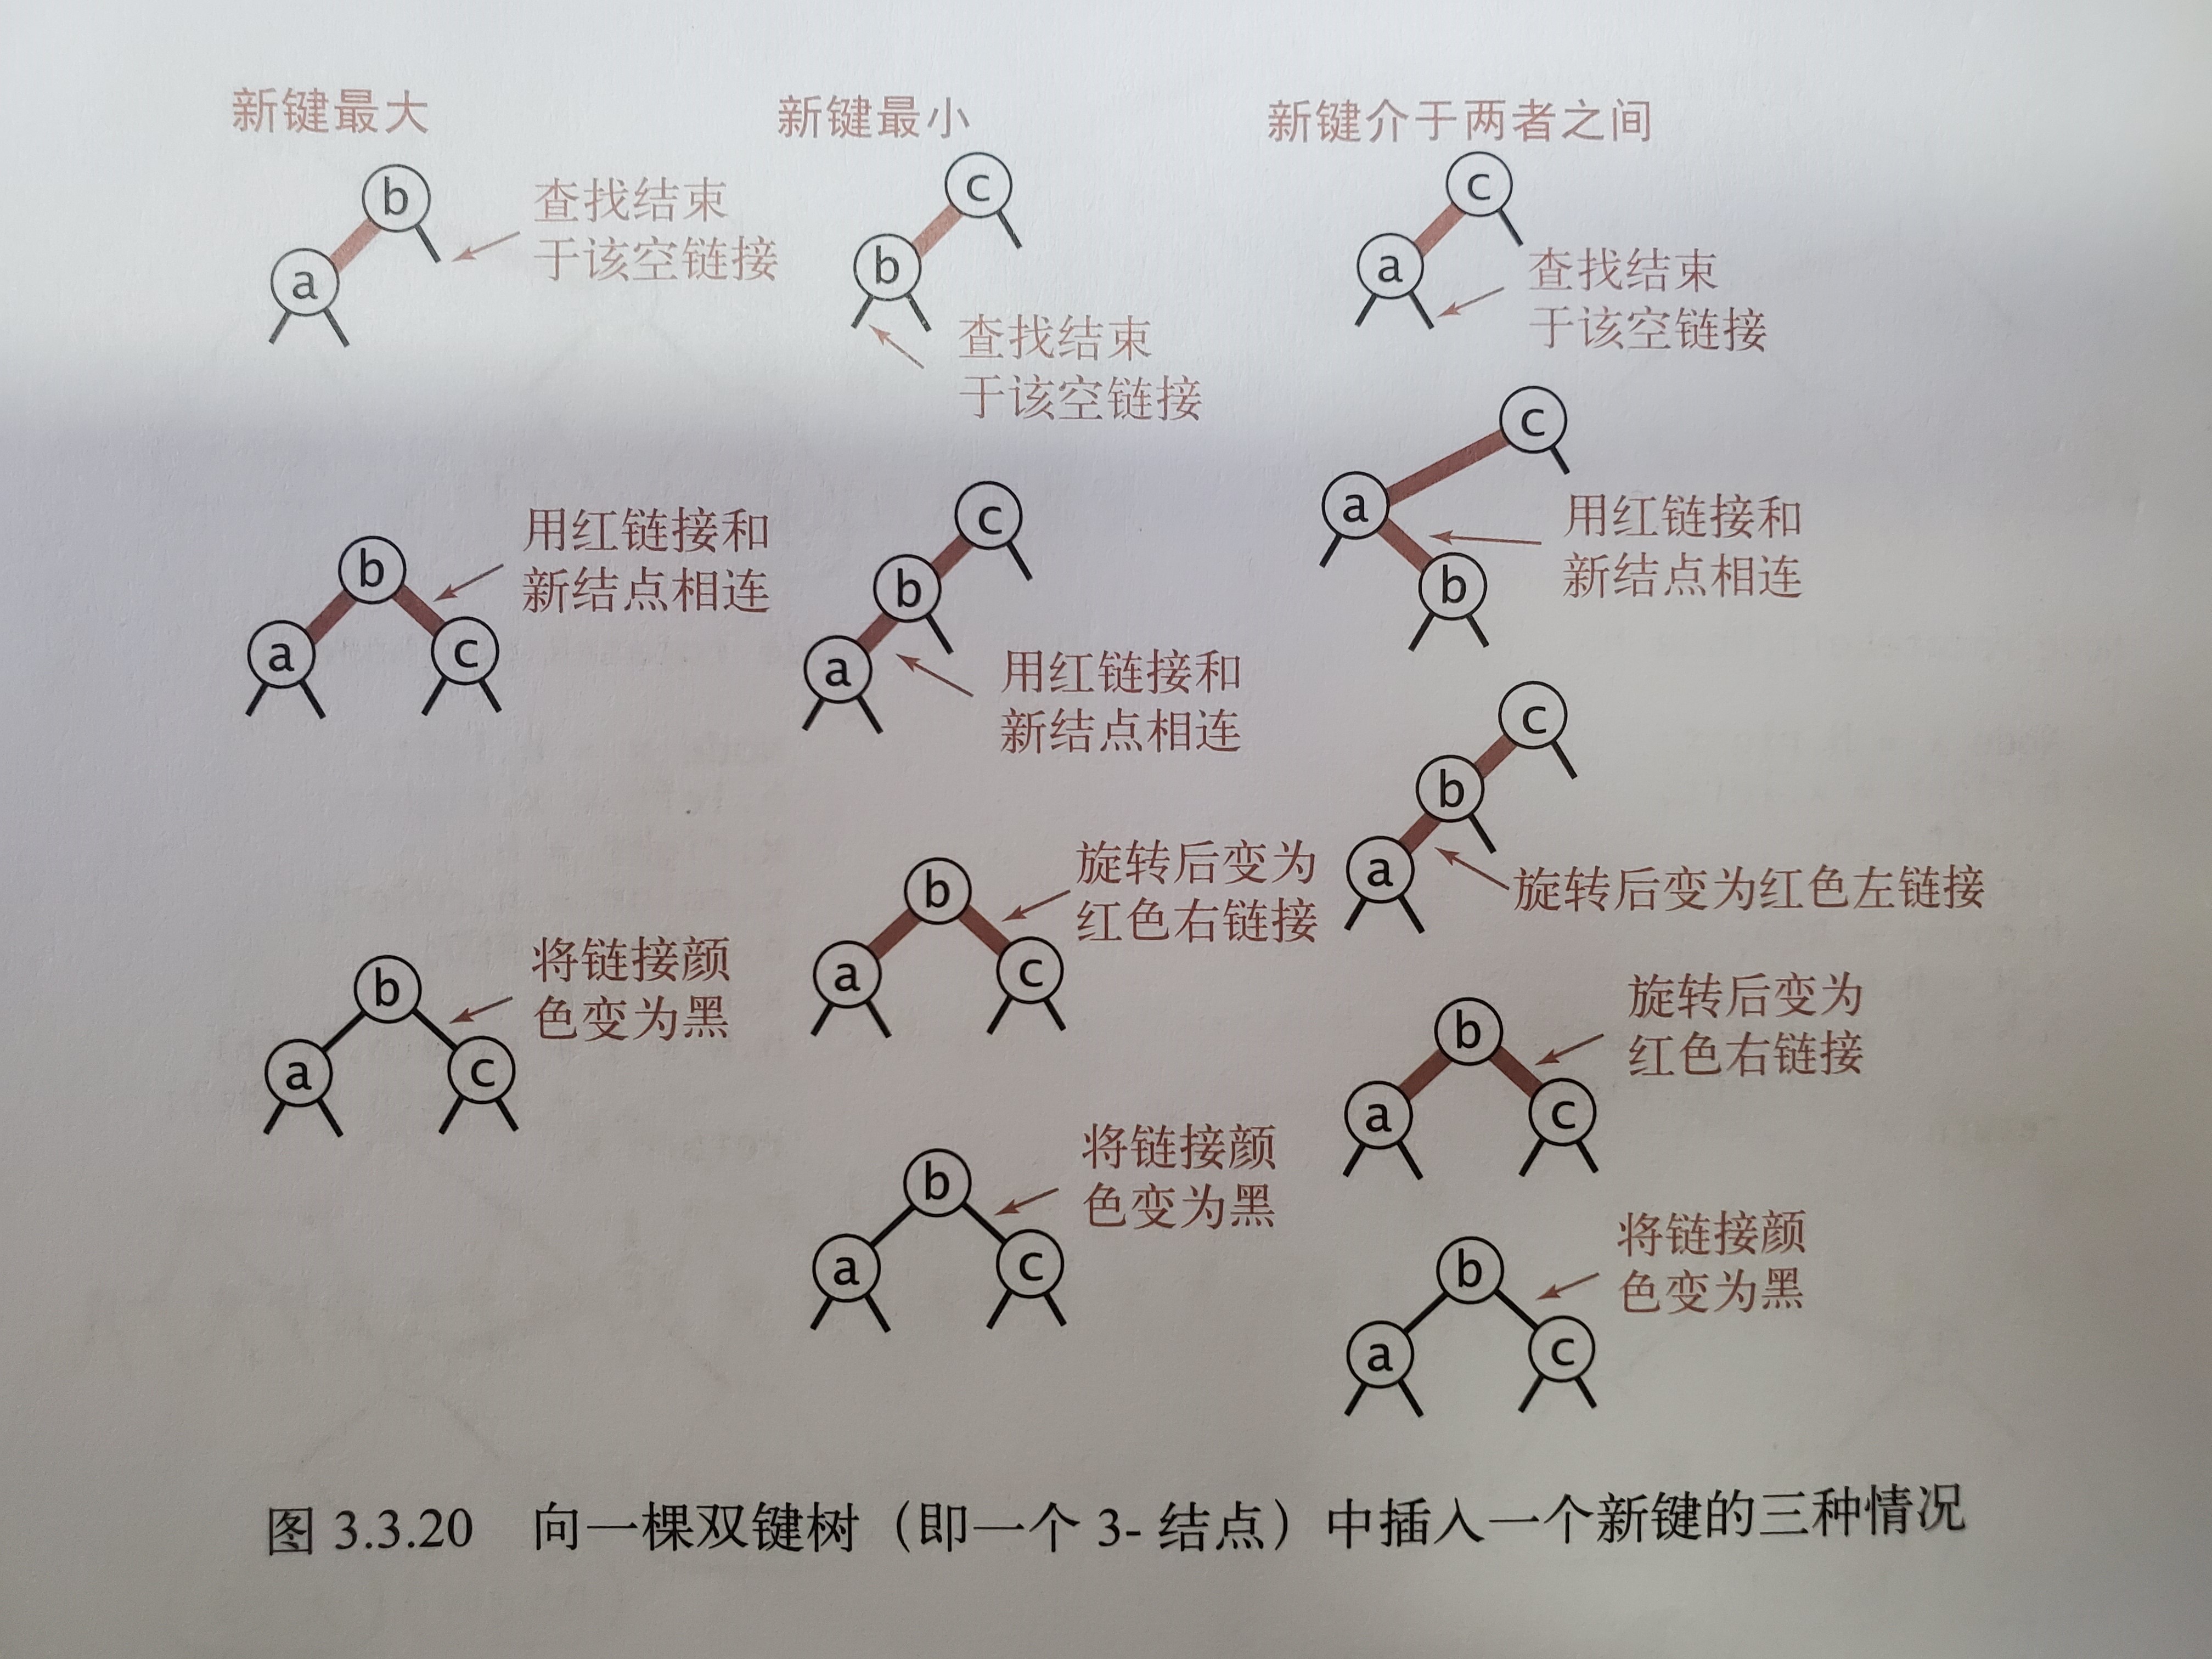 新键最大
b
a
查找结束
于该空链接
b
a
c
用红链接和
新结点相连
b
a
c
将链接颜
色变为黑
新键最小
c
b
查找结束
于该空链接
c
b
a
用红链接和
新结点相连
b
a
c
旋转后变为
红色右链接
b
a
c
将链接颜
色变为黑
新键介于两者之间
c
a
查找结束
于该空链接
c
a
b
用红链接和
新结点相连
c
b
a
旋转后变为红色左链接
b
a
c
旋转后变为
红色右链接
b
a
c
将链接颜
色变为黑
图 3.3.20 向一棵双键树（即一个 3- 结点）中插入一个新键的三种情况